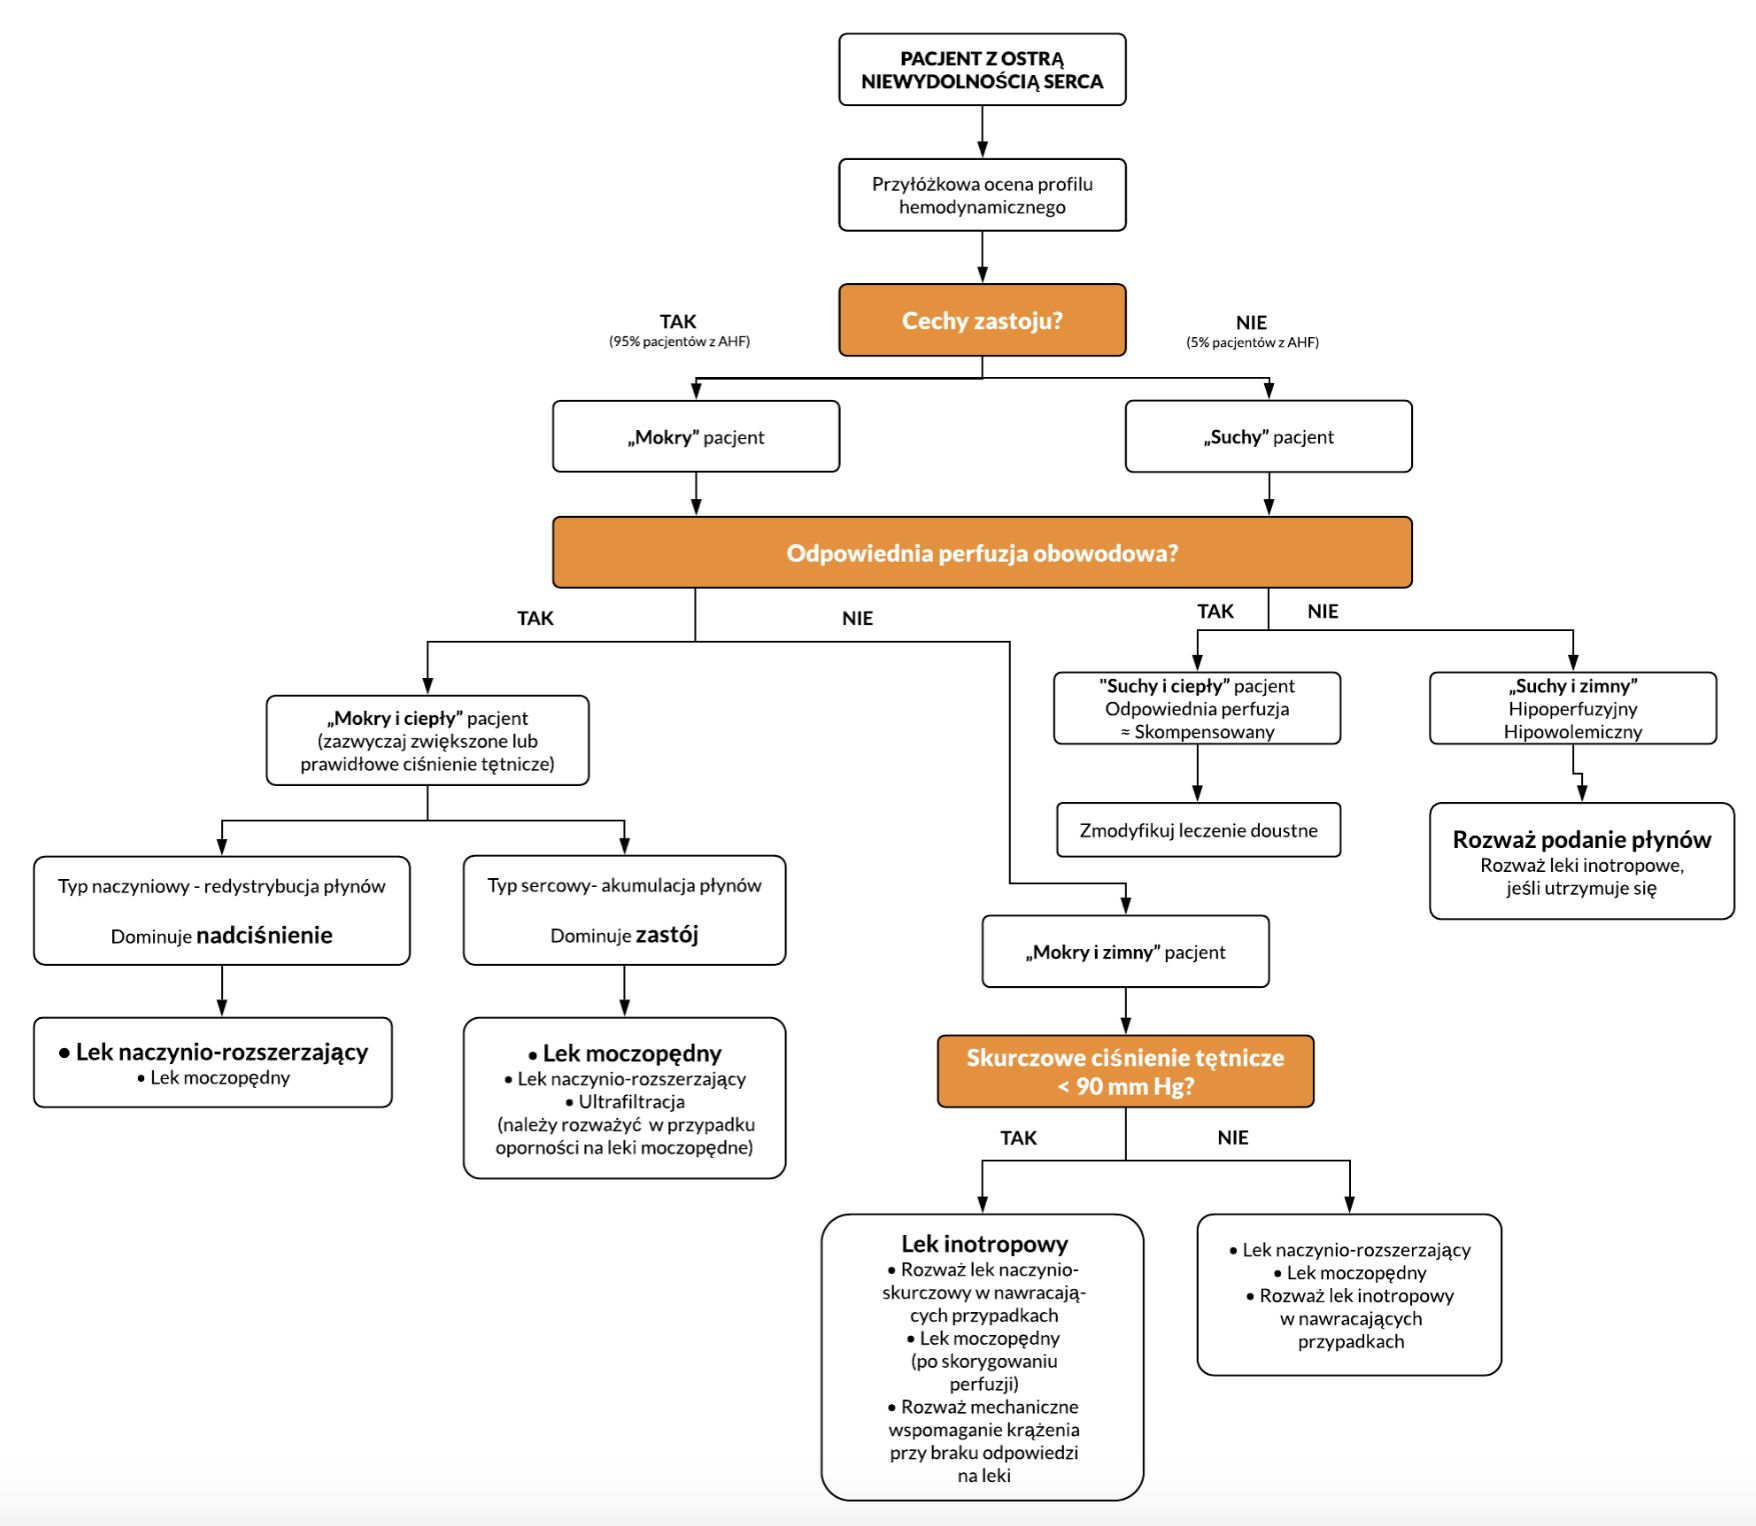 PACJENT Z OSTRĄ
NIEWYDOLNOŚCIĄ SERCA
Przyłóżkowa ocena profilu
hemodynamicznego
Cechy zastoju?
TAK
(95% pacjentów z AHF)
NIE
(5% pacjentów z AHF)
„Mokry” pacjent
„Suchy” pacjent
Odpowiednia perfuzja obowodowa?
TAK
NIE
TAK
NIE
„Mokry i ciepły” pacjent
(zazwyczaj zwiększone lub
prawidłowe ciśnienie tętnicze)
"Suchy i ciepły” pacjent
Odpowiednia perfuzja
≈ Skompensowany
„Suchy i zimny”
Hipoperfuzyjny
Hipowolemiczny
Zmodyfikuj leczenie doustne
Rozważ podanie płynów
Rozważ leki inotropowe,
jeśli utrzymuje się
Typ naczyniowy - redystrybucja płynów
Dominuje nadciśnienie
Typ sercowy- akumulacja płynów
Dominuje zastój
„Mokry i zimny” pacjent
• Lek naczynio-rozszerzający
• Lek moczopędny
• Lek moczopędny
• Lek naczynio-rozszerzający
• Ultrafiltracja
(należy rozważyć w przypadku
oporności na leki moczopędne)
Skurczowe ciśnienie tętnicze
< 90 mm Hg?
TAK
NIE
Lek inotropowy
• Rozważ lek naczynio-
skurczowy w nawracają-
cych przypadkach
• Lek moczopędny
(po skorygowaniu
perfuzji)
• Rozważ mechaniczne
wspomaganie krążenia
przy braku odpowiedzi
na leki
• Lek naczynio-rozszerzający
• Lek moczopędny
• Rozważ lek inotropowy
w nawracających
przypadkach